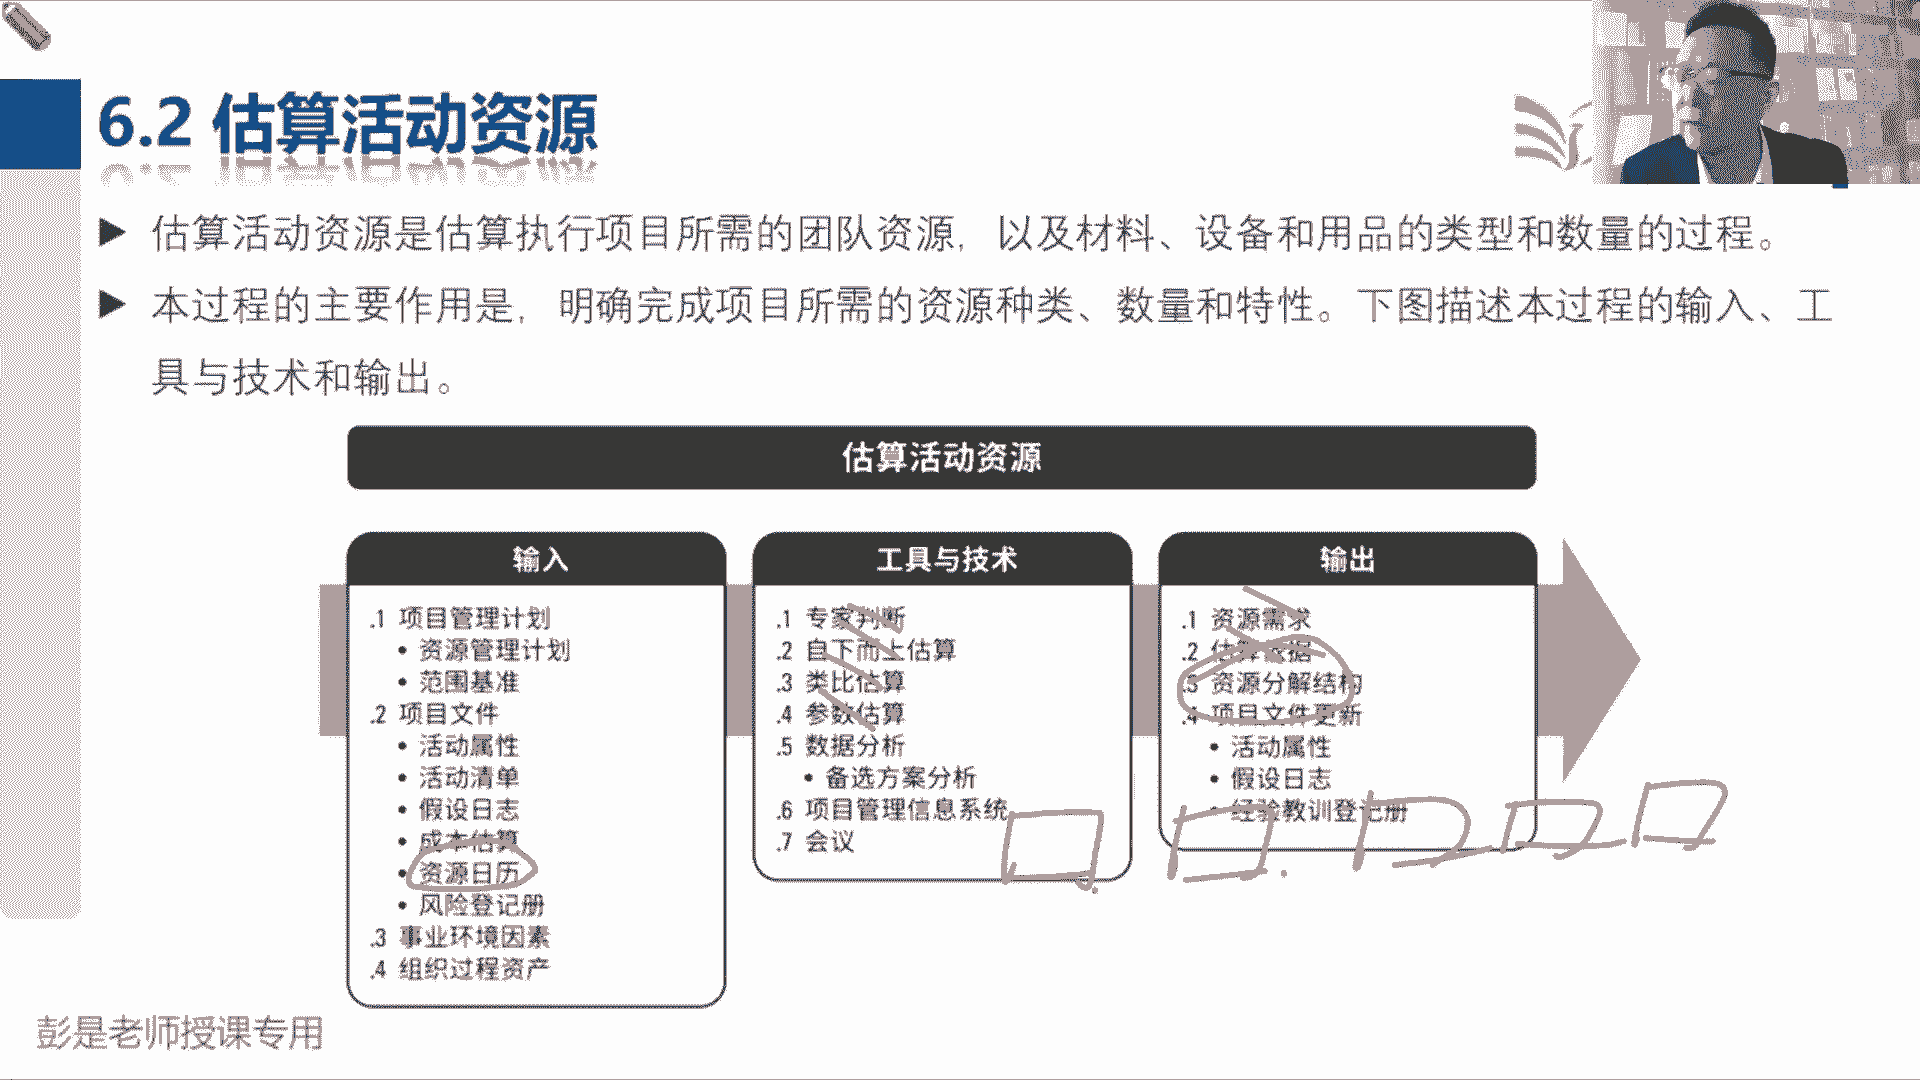 6.2 估算活动资源
估算活动资源是估算执行项目所需的团队资源，以及材料、设备和用品的类型和数量的过程。
本过程的主要作用是，明确完成项目所需的资源种类、数量和特性。下图描述本过程的输入、工
具与技术和输出。
估算活动资源
输入
.1 项目管理计划
• 资源管理计划
• 范围基准
.2 项目文件
• 活动属性
• 活动清单
• 假设日志
• 成本估算
• 资源日历
• 风险登记册
.3 事业环境因素
.4 组织过程资产
工具与技术
.1 专家判断
.2 自下而上估算
.3 类比估算
.4 参数估算
.5 数据分析
• 备选方案分析
.6 项目管理信息系统
.7 会议
输出
.1 资源需求
.2 估算依据
.3 资源分解结构
.4 项目文件更新
• 活动属性
• 假设日志
• 经验教训登记册
彭是老师授课专用